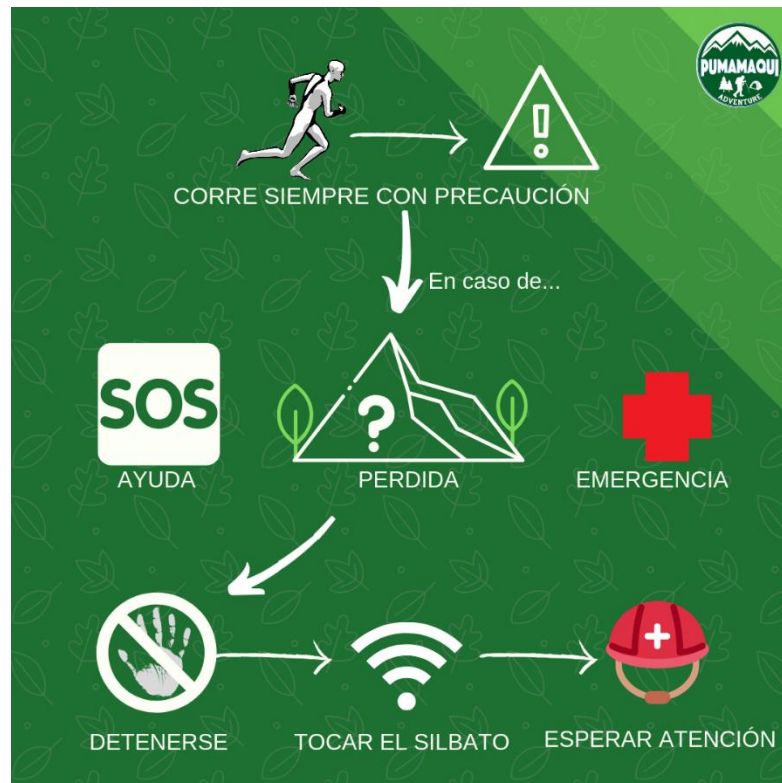 PUMAMAQUI
ADVENTURE
!
CORRE SIEMPRE CON PRECAUCIÓN
En caso de...
SOS
?
AYUDA
PERDIDA
EMERGENCIA
DETENERSE
TOCAR EL SILBATO
ESPERAR ATENCIÓN